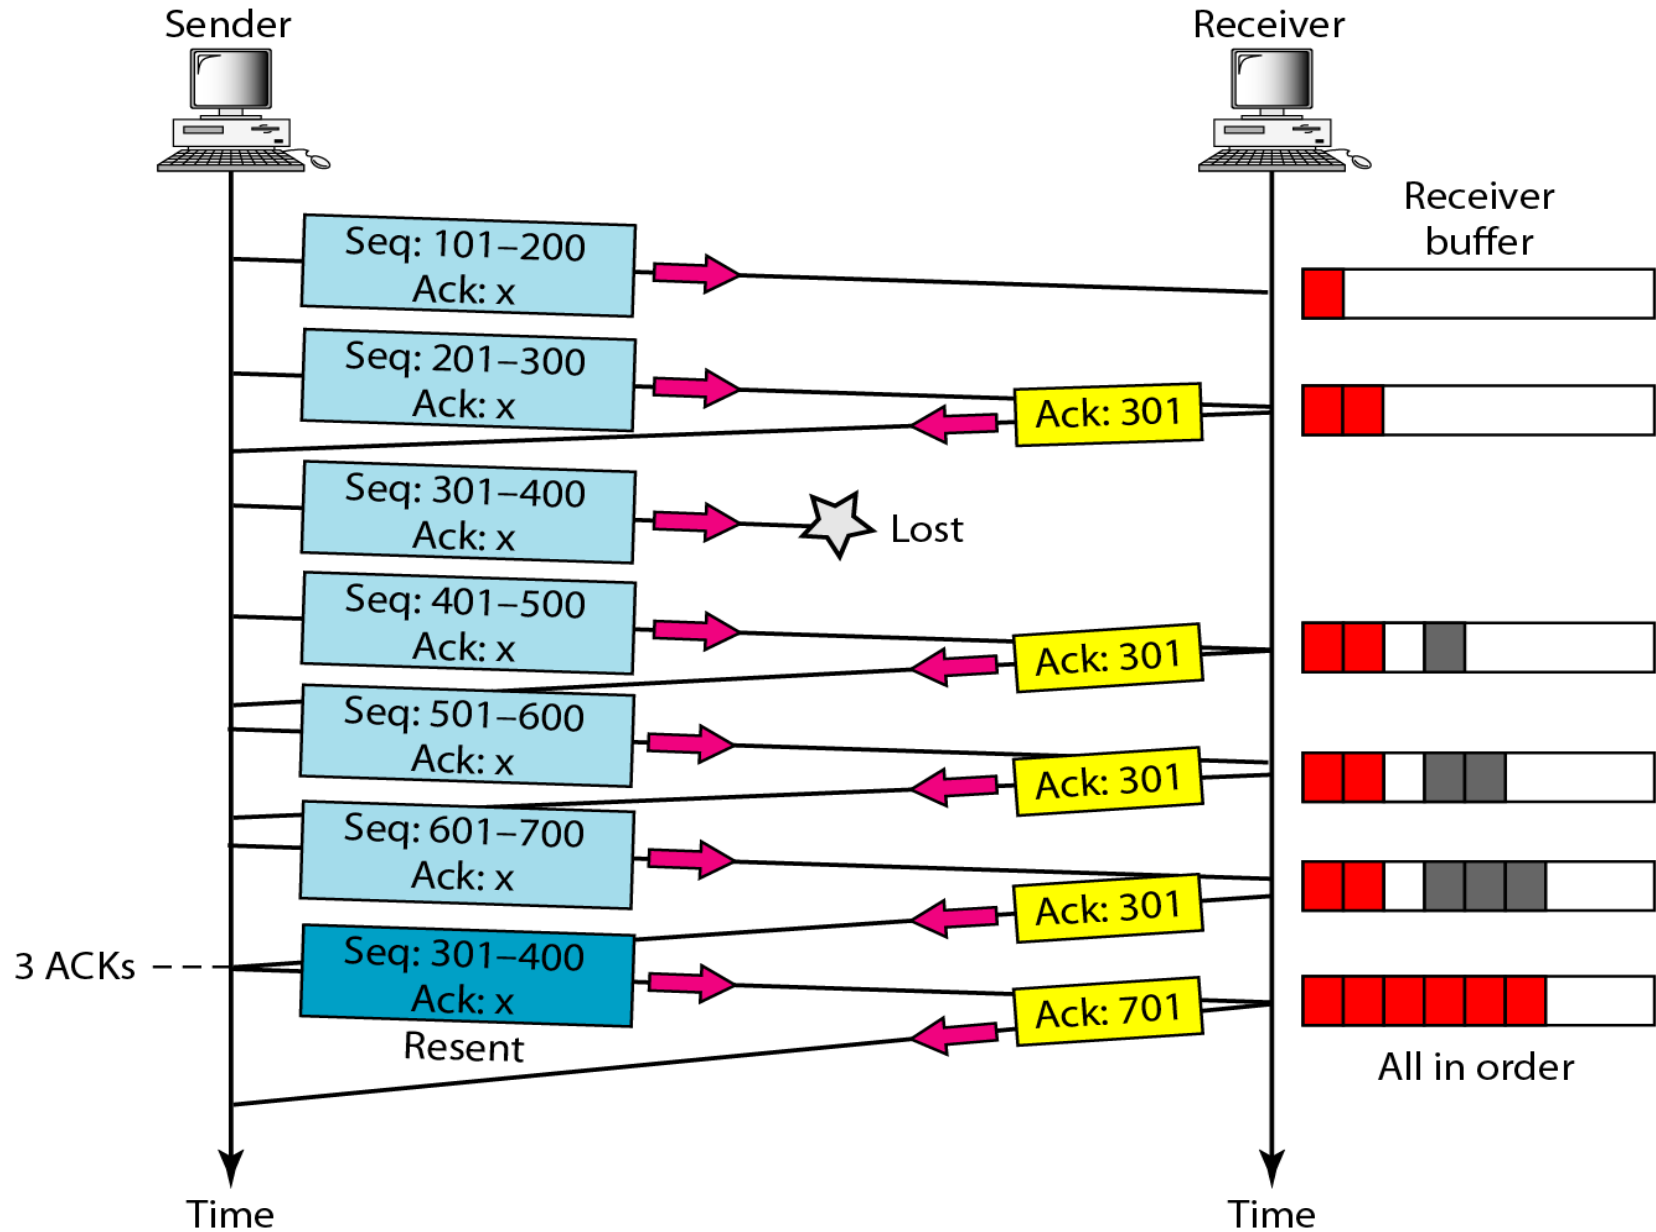 Sender
Receiver
Receiver
buffer
Seq: 101–200
Ack: x
Seq: 201–300
Ack: x
Ack: 301
Seq: 301–400
Ack: x
Lost
Seq: 401–500
Ack: x
Ack: 301
Seq: 501–600
Ack: x
Ack: 301
Seq: 601–700
Ack: x
Ack: 301
3 ACKs
Seq: 301–400
Ack: x
Ack: 701
Resent
All in order
Time
Time